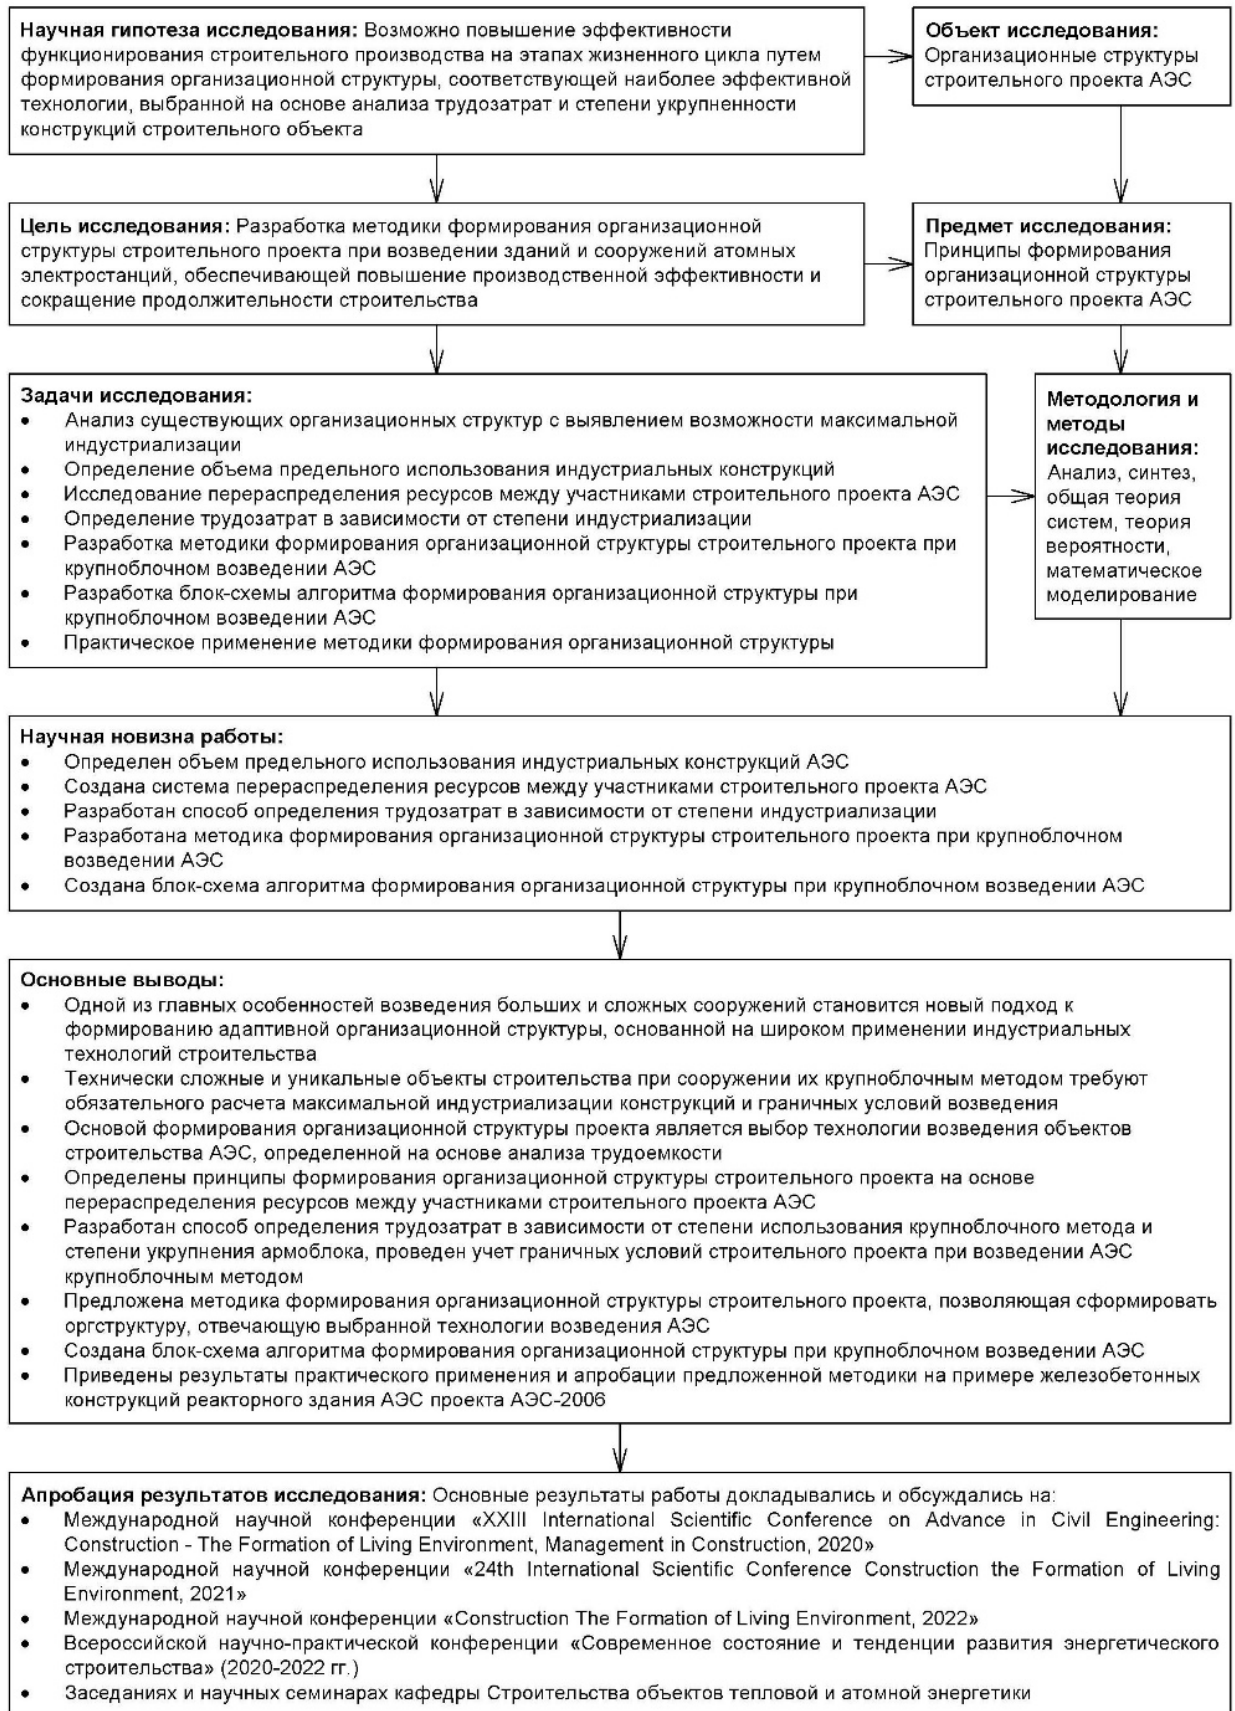 Научная гипотеза исследования: Возможно повышение эффективности
функционирования строительного производства на этапах жизненного цикла путем
формирования организационной структуры, соответствующей наиболее эффективной
технологии, выбранной на основе анализа трудозатрат и степени укрупненности
конструкций строительного объекта
Объект исследования:
Организационные структуры
строительного проекта АЭС
Цель исследования: Разработка методики формирования организационной
структуры строительного проекта при возведении зданий и сооружений атомных
электростанций, обеспечивающей повышение производственной эффективности и
сокращение продолжительности строительства
Предмет исследования:
Принципы формирования
организационной структуры
строительного проекта АЭС
Задачи исследования:
• Анализ существующих организационных структур с выявлением возможности максимальной
индустриализации
• Определение объема предельного использования индустриальных конструкций
• Исследование перераспределения ресурсов между участниками строительного проекта АЭС
• Определение трудозатрат в зависимости от степени индустриализации
• Разработка методики формирования организационной структуры строительного проекта при
крупноблочном возведении АЭС
• Разработка блок-схемы алгоритма формирования организационной структуры при
крупноблочном возведении АЭС
• Практическое применение методики формирования организационной структуры
Методология и
методы
исследования:
Анализ, синтез,
общая теория
систем, теория
вероятности,
математическое
моделирование
Научная новизна работы:
• Определен объем предельного использования индустриальных конструкций АЭС
• Создана система перераспределения ресурсов между участниками строительного проекта АЭС
• Разработан способ определения трудозатрат в зависимости от степени индустриализации
• Разработана методика формирования организационной структуры строительного проекта при крупноблочном
возведении АЭС
• Создана блок-схема алгоритма формирования организационной структуры при крупноблочном возведении АЭС
Основные выводы:
• Одной из главных особенностей возведения больших и сложных сооружений становится новый подход к
формированию адаптивной организационной структуры, основанной на широком применении индустриальных
технологий строительства
• Технически сложные и уникальные объекты строительства при сооружении их крупноблочным методом требуют
обязательного расчета максимальной индустриализации конструкций и граничных условий возведения
• Основой формирования организационной структуры проекта является выбор технологии возведения объектов
строительства АЭС, определенной на основе анализа трудоемкости
• Определены принципы формирования организационной структуры строительного проекта на основе
перераспределения ресурсов между участниками строительного проекта АЭС
• Разработан способ определения трудозатрат в зависимости от степени использования крупноблочного метода и
степени укрупнения армоблока, проведен учет граничных условий строительного проекта при возведении АЭС
крупноблочным методом
• Предложена методика формирования организационной структуры строительного проекта, позволяющая сформировать
оргструктуру, отвечающую выбранной технологии возведения АЭС
• Создана блок-схема алгоритма формирования организационной структуры при крупноблочном возведении АЭС
• Приведены результаты практического применения и апробации предложенной методики на примере железобетонных
конструкций реакторного здания АЭС проекта АЭС-2006
Апробация результатов исследования: Основные результаты работы докладывались и обсуждались на:
• Международной научной конференции «XXIII International Scientific Conference on Advance in Civil Engineering:
Construction - The Formation of Living Environment, Management in Construction, 2020»
• Международной научной конференции «24th International Scientific Conference Construction the Formation of Living
Environment, 2021»
• Международной научной конференции «Construction The Formation of Living Environment, 2022»
• Всероссийской научно-практической конференции «Современное состояние и тенденции развития энергетического
строительства» (2020-2022 гг.)
• Заседаниях и научных семинарах кафедры Строительства объектов тепловой и атомной энергетики